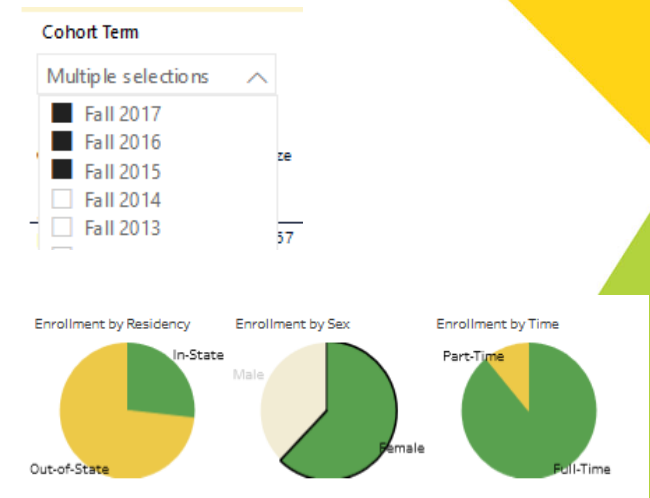 Cohort Term
Multiple selections
Fall 2017
Fall 2016
ze
Fall 2015
Fall 2014
Fall 2013
57
Enrollment by Residency
Enrollment by Sex
Enrollment by Time
In-State
Part-Time
Male
Female
Out-of-State
Full-Time